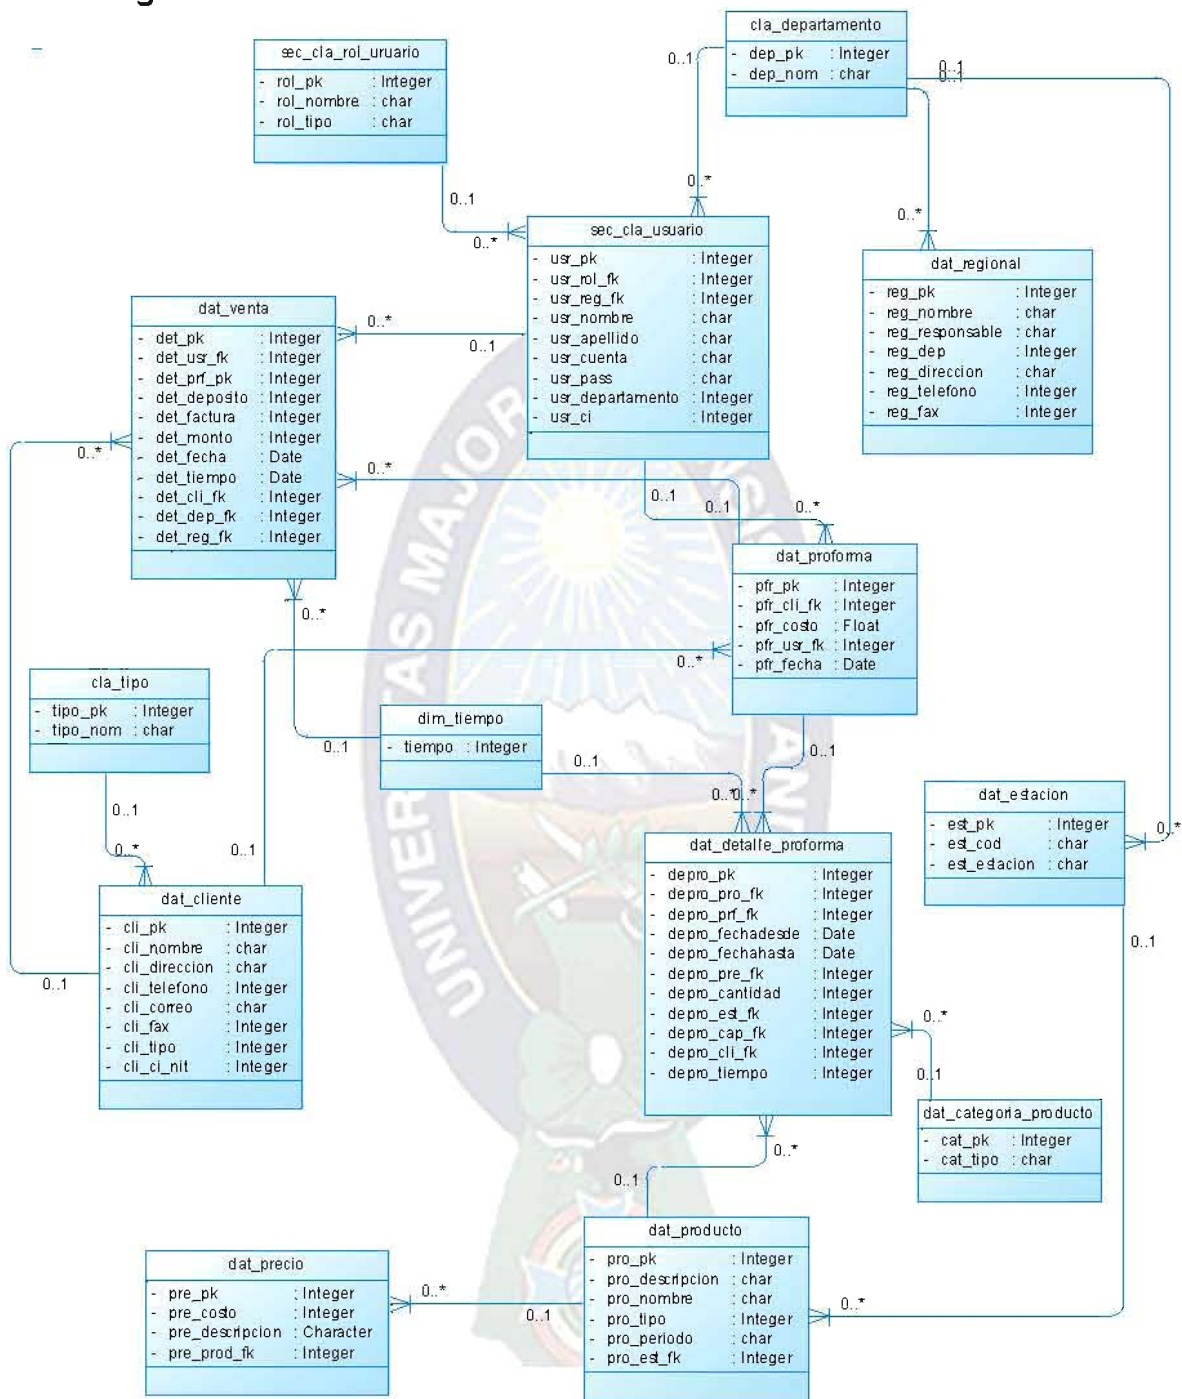 cla_departamento
- dep_pk : Integer
- dep_nom : char
sec_cla_rol_uruario
- rol_pk : Integer
- rol_nombre : char
- rol_tipo : char
0..1
0..1
0..1
0..1
0..*
0..*
0..*
sec_cla_usuario
- usr_pk : Integer
- usr_rol_fk : Integer
- usr_reg_fk : Integer
- usr_nombre : char
- usr_apellido : char
- usr_cuenta : char
- usr_pass : char
- usr_departamento : Integer
- usr_ci : Integer
dat_regional
- reg_pk : Integer
- reg_nombre : char
- reg_responsable : char
- reg_dep : Integer
- reg_direccion : char
- reg_telefono : Integer
- reg_fax : Integer
dat_venta
- det_pk : Integer
- det_usr_fk : Integer
- det_prf_pk : Integer
- det_deposito : Integer
- det_factura : Integer
- det_monto : Integer
- det_fecha : Date
- det_tiempo : Date
- det_cli_fk : Integer
- det_dep_fk : Integer
- det_reg_fk : Integer
0..*
0..1
0..*
0..*
0..1
0..1
0..*
dat_proforma
- pfr_pk : Integer
- pfr_cli_fk : Integer
- pfr_costo : Float
- pfr_usr_fk : Integer
- pfr_fecha : Date
0..*
0..*
cla_tipo
- tipo_pk : Integer
- tipo_nom : char
dim_tiempo
- tiempo : Integer
0..1
0..1
0..1
0..*
0..*
dat_estacion
- est_pk : Integer
- est_cod : char
- est_estacion : char
0..*
0..1
0..*
0..1
dat_detalle_proforma
- depro_pk : Integer
- depro_pro_fk : Integer
- depro_prf_fk : Integer
- depro_fechadesde : Date
- depro_fechahasta : Date
- depro_pre_fk : Integer
- depro_cantidad : Integer
- depro_est_fk : Integer
- depro_cap_fk : Integer
- depro_cli_fk : Integer
- depro_tiempo : Integer
dat_cliente
- cli_pk : Integer
- cli_nombre : char
- cli_direccion : char
- cli_telefono : Integer
- cli_correo : char
- cli_fax : Integer
- cli_tipo : Integer
- cli_ci_nit : Integer
0..1
0..1
0..*
0..1
dat_categoria_producto
- cat_pk : Integer
- cat_tipo : char
0..*
0..1
dat_producto
- pro_pk : Integer
- pro_descripcion : char
- pro_nombre : char
- pro_tipo : Integer
- pro_periodo : char
- pro_est_fk : Integer
dat_precio
- pre_pk : Integer
- pre_costo : Integer
- pre_descripcion : Character
- pre_prod_fk : Integer
0..*
0..1
0..*